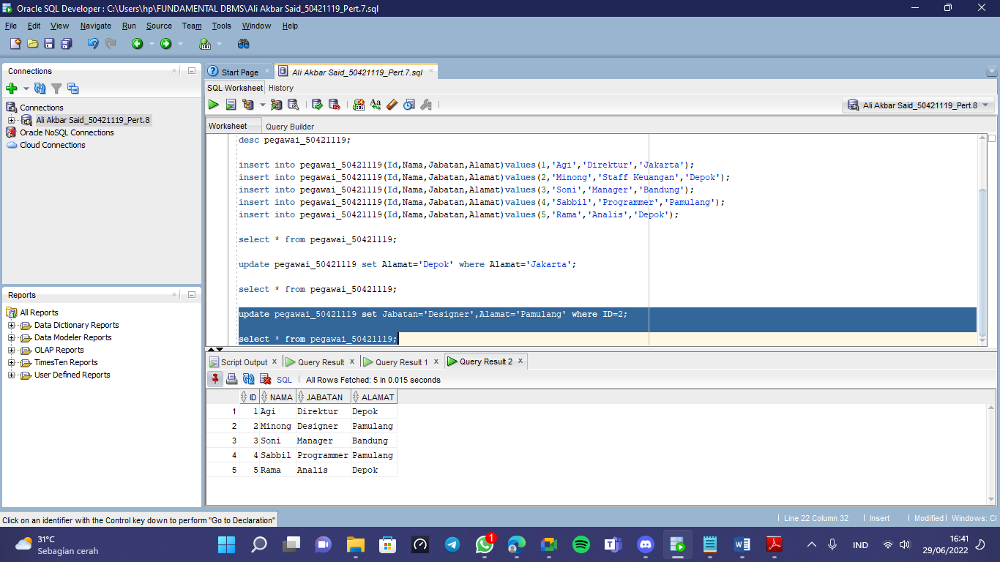 Oracle SQL Developer : C:\Users\hp\FUNDAMENTAL DBMS\Ali Akbar Said_50421119_Pert.7.sql
File Edit View Navigate Run Source Team Tools Window Help
Connections
Connections
Ali Akbar Said_50421119_Pert.8
Oracle NoSQL Connections
Cloud Connections
Reports
All Reports
Data Dictionary Reports
Data Modeler Reports
OLAP Reports
TimesTen Reports
User Defined Reports
Start Page Ali Akbar Said_50421119_Pert.7.sql
SQL Worksheet History
Ali Akbar Said_50421119_Pert.8
Worksheet Query Builder
desc pegawai_50421119;
insert into pegawai_50421119(Id,Nama,Jabatan,Alamat)values(1,'Agi','Direktur','Jakarta');
insert into pegawai_50421119(Id,Nama,Jabatan,Alamat)values(2,'Minong','Staff Keuangan','Depok');
insert into pegawai_50421119(Id,Nama,Jabatan,Alamat)values(3,'Soni','Manager','Bandung');
insert into pegawai_50421119(Id,Nama,Jabatan,Alamat)values(4,'Sabbil','Programmer','Pamulang');
insert into pegawai_50421119(Id,Nama,Jabatan,Alamat)values(5,'Rama','Analis','Depok');
select * from pegawai_50421119;
update pegawai_50421119 set Alamat='Depok' where Alamat='Jakarta';
select * from pegawai_50421119;
update pegawai_50421119 set Jabatan='Designer',Alamat='Pamulang' where ID=2;
select * from pegawai_50421119;
Script Output x Query Result x Query Result 1 x Query Result 2 x
SQL | All Rows Fetched: 5 in 0.015 seconds
ID NAMA JABATAN ALAMAT
1 1 Agi Direktur Depok
2 2 Minong Designer Pamulang
3 3 Soni Manager Bandung
4 4 Sabbil Programmer Pamulang
5 5 Rama Analis Depok
Click on an identifier with the Control key down to perform "Go to Declaration"
Line 22 Column 32 | Insert | Modified | Windows: Cl
31°C
Sebagian cerah
1
IND
16:41
29/06/2022